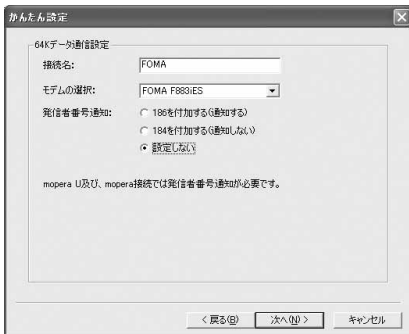 かんたん設定
64Kデータ通信設定
接続名: FOMA
モデムの選択: FOMA F883iES
発信者番号通知: 186を付加する(通知する)
184を付加する(通知しない)
設定しない
mopera U及び、mopera接続では発信者番号通知が必要です。
< 戻る(B) 次へ(N) > キャンセル